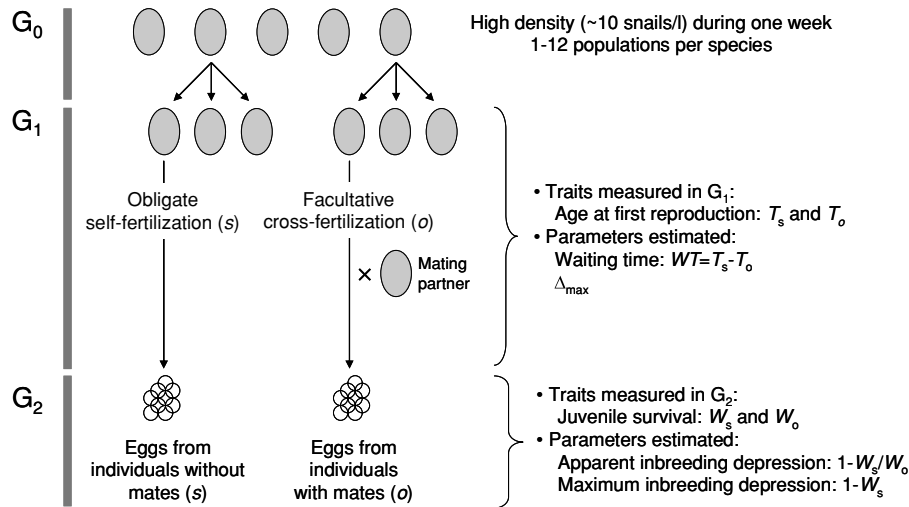 G0
High density (~10 snails/l) during one week
1-12 populations per species
G1
Obligate
self-fertilization (s)
Facultative
cross-fertilization (o)
×
Mating
partner
• Traits measured in G1:
Age at first reproduction: Ts and To
• Parameters estimated:
Waiting time: WT=Ts-To
Δmax
G2
Eggs from
individuals without
mates (s)
Eggs from
individuals
with mates (o)
• Traits measured in G2:
Juvenile survival: Ws and Wo
• Parameters estimated:
Apparent inbreeding depression: 1-Ws/Wo
Maximum inbreeding depression: 1-Ws